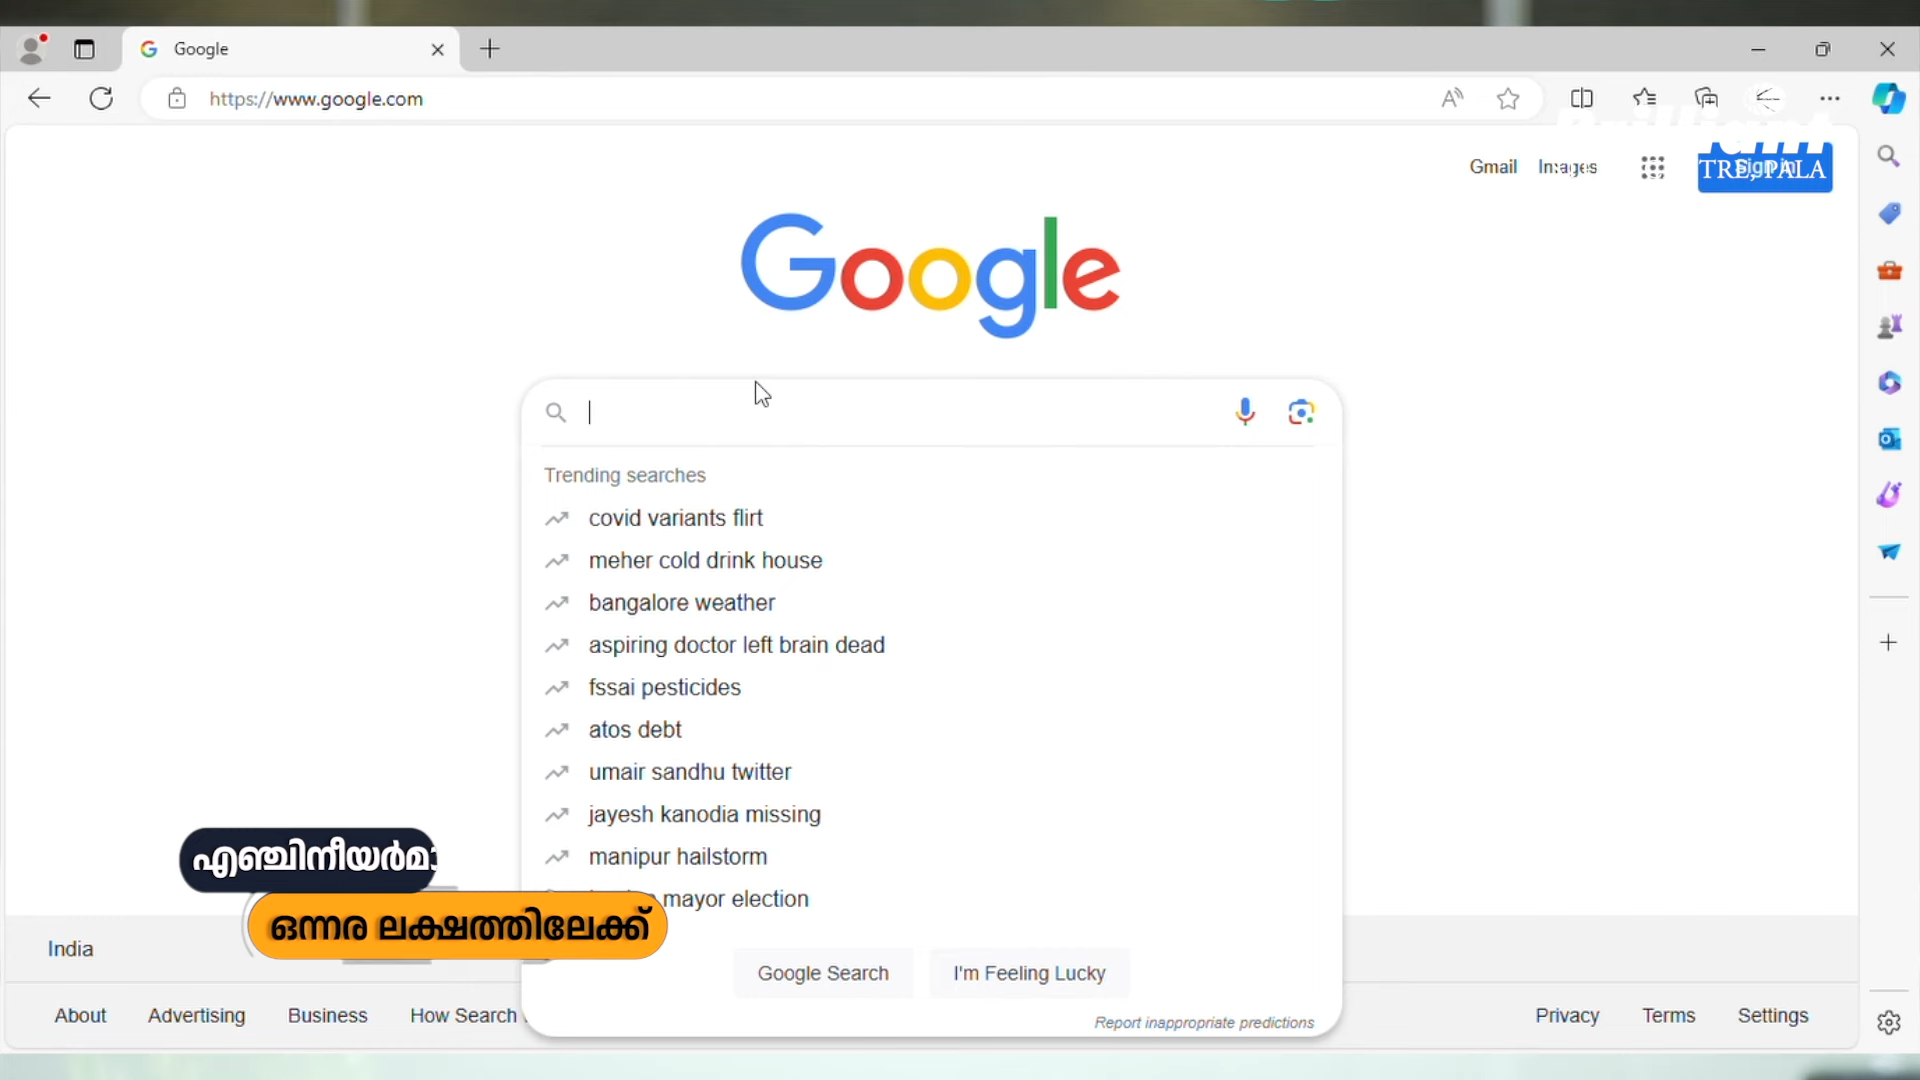 Google
https://www.google.com
Gmail Images
TRE, PALA
Google
Trending searches
covid variants flirt
meher cold drink house
bangalore weather
aspiring doctor left brain dead
fssai pesticides
atos debt
umair sandhu twitter
jayesh kanodia missing
manipur hailstorm
mayor election
എഞ്ചിനീയർമാ
ഒന്നര ലക്ഷത്തിലേക്ക്
India
Google Search I'm Feeling Lucky
Report inappropriate predictions
About Advertising Business How Search
Privacy Terms Settings